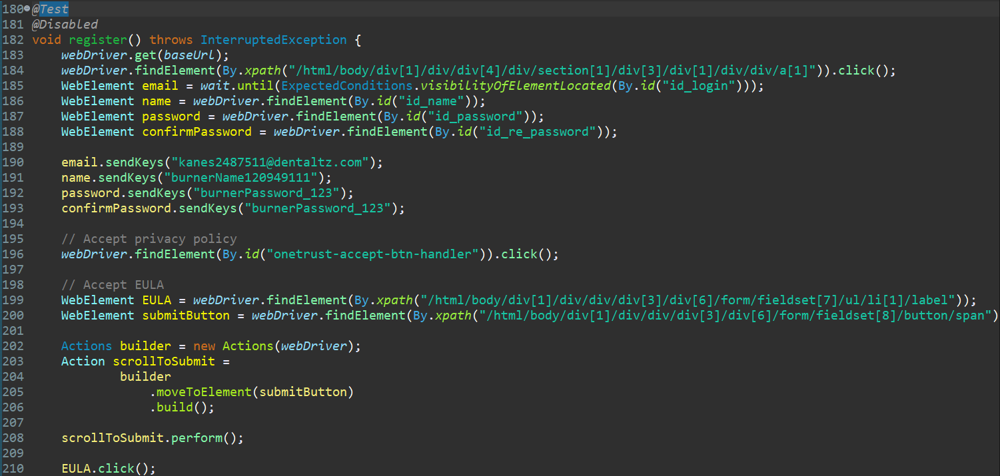 180 @Test
181 @Disabled
182 void register() throws InterruptedException {
183     webDriver.get(baseUrl);
184     webDriver.findElement(By.xpath("/html/body/div[1]/div/div[4]/div/section[1]/div[3]/div[1]/div/div/a[1]")).click();
185     WebElement email = wait.until(ExpectedConditions.visibilityOfElementLocated(By.id("id_login")));
186     WebElement name = webDriver.findElement(By.id("id_name"));
187     WebElement password = webDriver.findElement(By.id("id_password"));
188     WebElement confirmPassword = webDriver.findElement(By.id("id_re_password"));
189
190     email.sendKeys("kanes2487511@dentaltz.com");
191     name.sendKeys("burnerName120949111");
192     password.sendKeys("burnerPassword_123");
193     confirmPassword.sendKeys("burnerPassword_123");
194
195     // Accept privacy policy
196     webDriver.findElement(By.id("onetrust-accept-btn-handler")).click();
197
198     // Accept EULA
199     WebElement EULA = webDriver.findElement(By.xpath("/html/body/div[1]/div/div/div[3]/div[6]/form/fieldset[7]/ul/li[1]/label"));
200     WebElement submitButton = webDriver.findElement(By.xpath("/html/body/div[1]/div/div/div[3]/div[6]/form/fieldset[8]/button/span")
201
202     Actions builder = new Actions(webDriver);
203     Action scrollToSubmit =
204             builder
205                 .moveToElement(submitButton)
206                 .build();
207
208     scrollToSubmit.perform();
209
210     EULA.click();